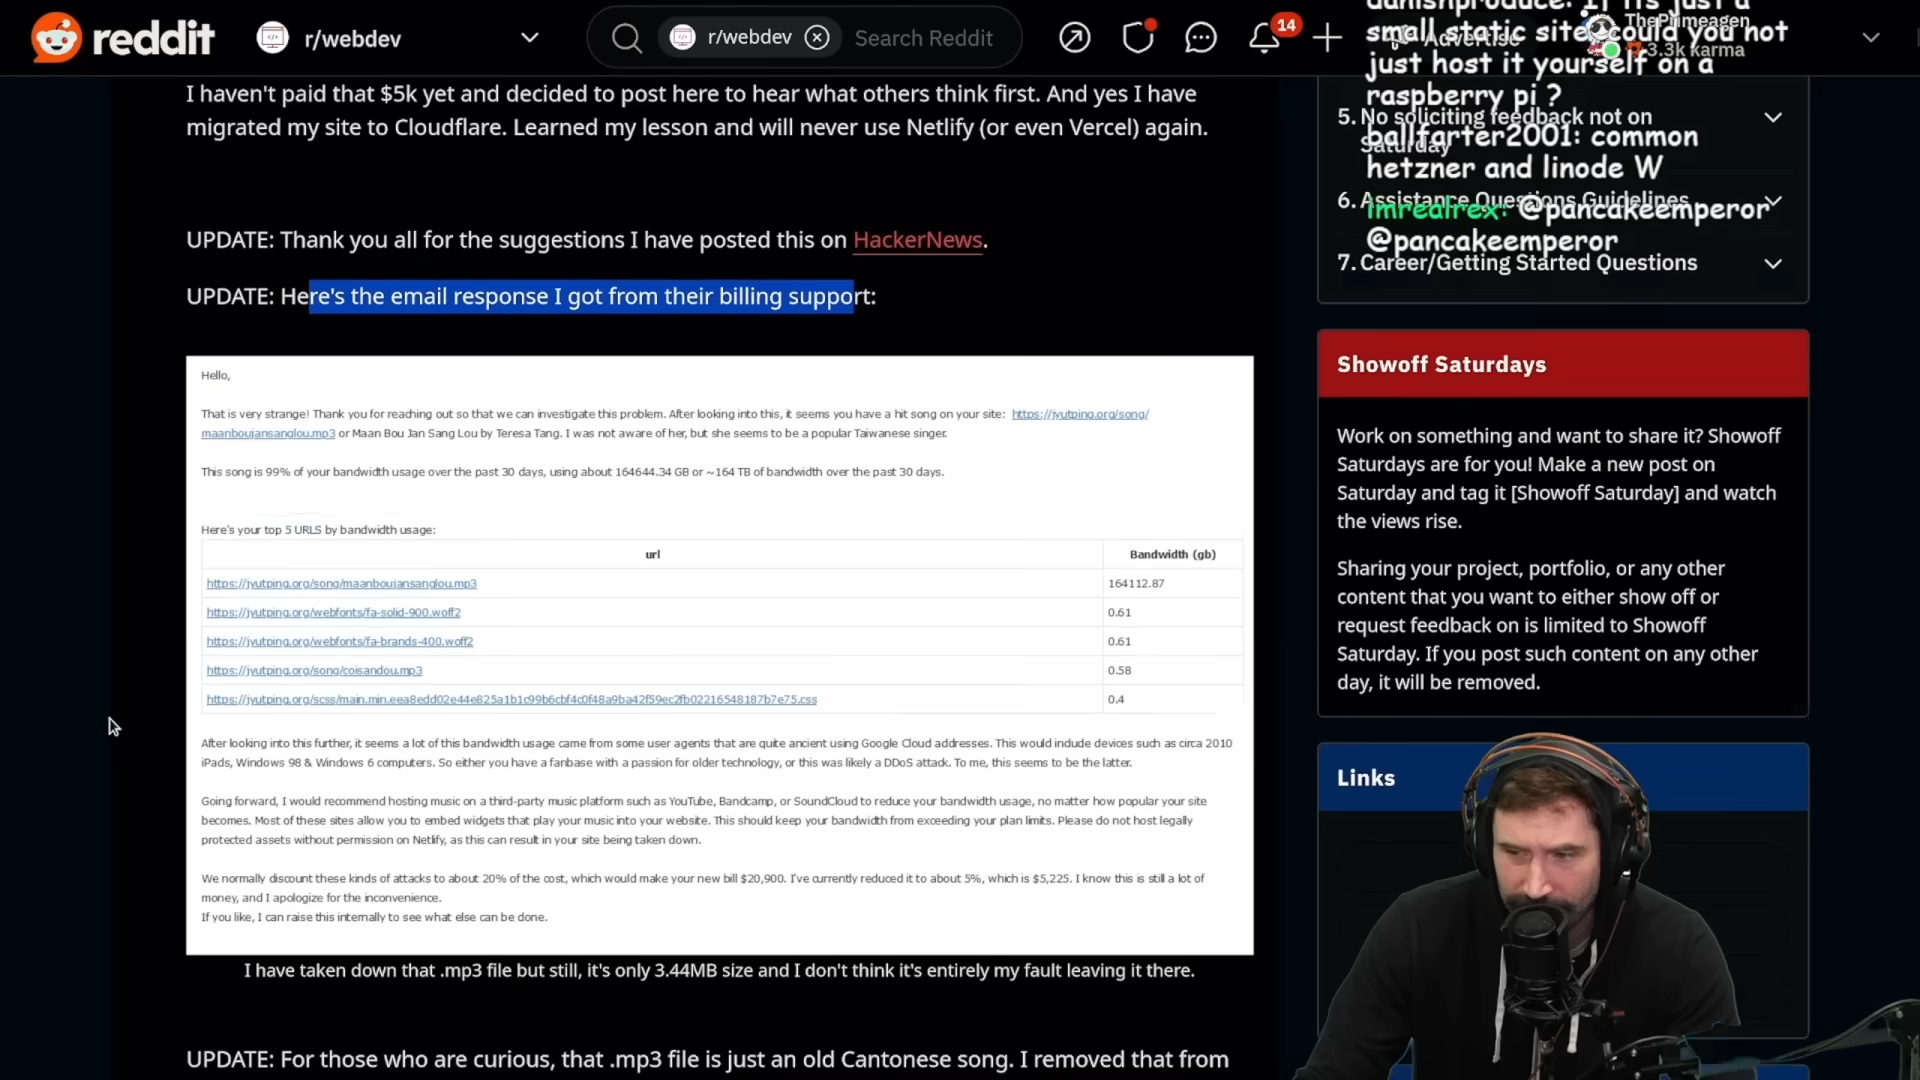 reddit
r/webdev
r/webdev
Search Reddit
14
Advertise
ThePrimeagen
3.3k karma
danishproduce: If its just a
small static site, could you not
just host it yourself on a
raspberry pi ?
ballfarter2001: common
hetzner and linode W
imrealrex: @pancakeemperor
@pancakeemperor
I haven't paid that $5k yet and decided to post here to hear what others think first. And yes I have
migrated my site to Cloudflare. Learned my lesson and will never use Netlify (or even Vercel) again.
UPDATE: Thank you all for the suggestions I have posted this on HackerNews.
UPDATE: Here's the email response I got from their billing support:
Hello,
That is very strange! Thank you for reaching out so that we can investigate this problem. After looking into this, it seems you have a hit song on your site: https://jyutping.org/song/
maanboujansanglou.mp3 or Maan Bou Jan Sang Lou by Teresa Tang. I was not aware of her, but she seems to be a popular Taiwanese singer.
This song is 99% of your bandwidth usage over the past 30 days, using about 164644.34 GB or ~164 TB of bandwidth over the past 30 days.
Here's your top 5 URLS by bandwidth usage:
url Bandwidth (gb)
https://jyutping.org/song/maanboujansanglou.mp3 164112.87
https://jyutping.org/webfonts/fa-solid-900.woff2 0.61
https://jyutping.org/webfonts/fa-brands-400.woff2 0.61
https://jyutping.org/song/coisandou.mp3 0.58
https://jyutping.org/scss/main.min.eea8edd02e44e825a1b1c99b6cbf4c0f48a9ba42f59ec2fb02216548187b7e75.css 0.4
After looking into this further, it seems a lot of this bandwidth usage came from some user agents that are quite ancient using Google Cloud addresses. This would include devices such as circa 2010
iPads, Windows 98 & Windows 6 computers. So either you have a fanbase with a passion for older technology, or this was likely a DDoS attack. To me, this seems to be the latter.
Going forward, I would recommend hosting music on a third-party music platform such as YouTube, Bandcamp, or SoundCloud to reduce your bandwidth usage, no matter how popular your site
becomes. Most of these sites allow you to embed widgets that play your music into your website. This should keep your bandwidth from exceeding your plan limits. Please do not host legally
protected assets without permission on Netlify, as this can result in your site being taken down.
We normally discount these kinds of attacks to about 20% of the cost, which would make your new bill $20,900. I've currently reduced it to about 5%, which is $5,225. I know this is still a lot of
money, and I apologize for the inconvenience.
If you like, I can raise this internally to see what else can be done.
I have taken down that .mp3 file but still, it's only 3.44MB size and I don't think it's entirely my fault leaving it there.
UPDATE: For those who are curious, that .mp3 file is just an old Cantonese song. I removed that from
5. No soliciting feedback not on
Saturday
6. Assistance Questions Guidelines
7. Career/Getting Started Questions
Showoff Saturdays
Work on something and want to share it? Showoff
Saturdays are for you! Make a new post on
Saturday and tag it [Showoff Saturday] and watch
the views rise.
Sharing your project, portfolio, or any other
content that you want to either show off or
request feedback on is limited to Showoff
Saturday. If you post such content on any other
day, it will be removed.
Links